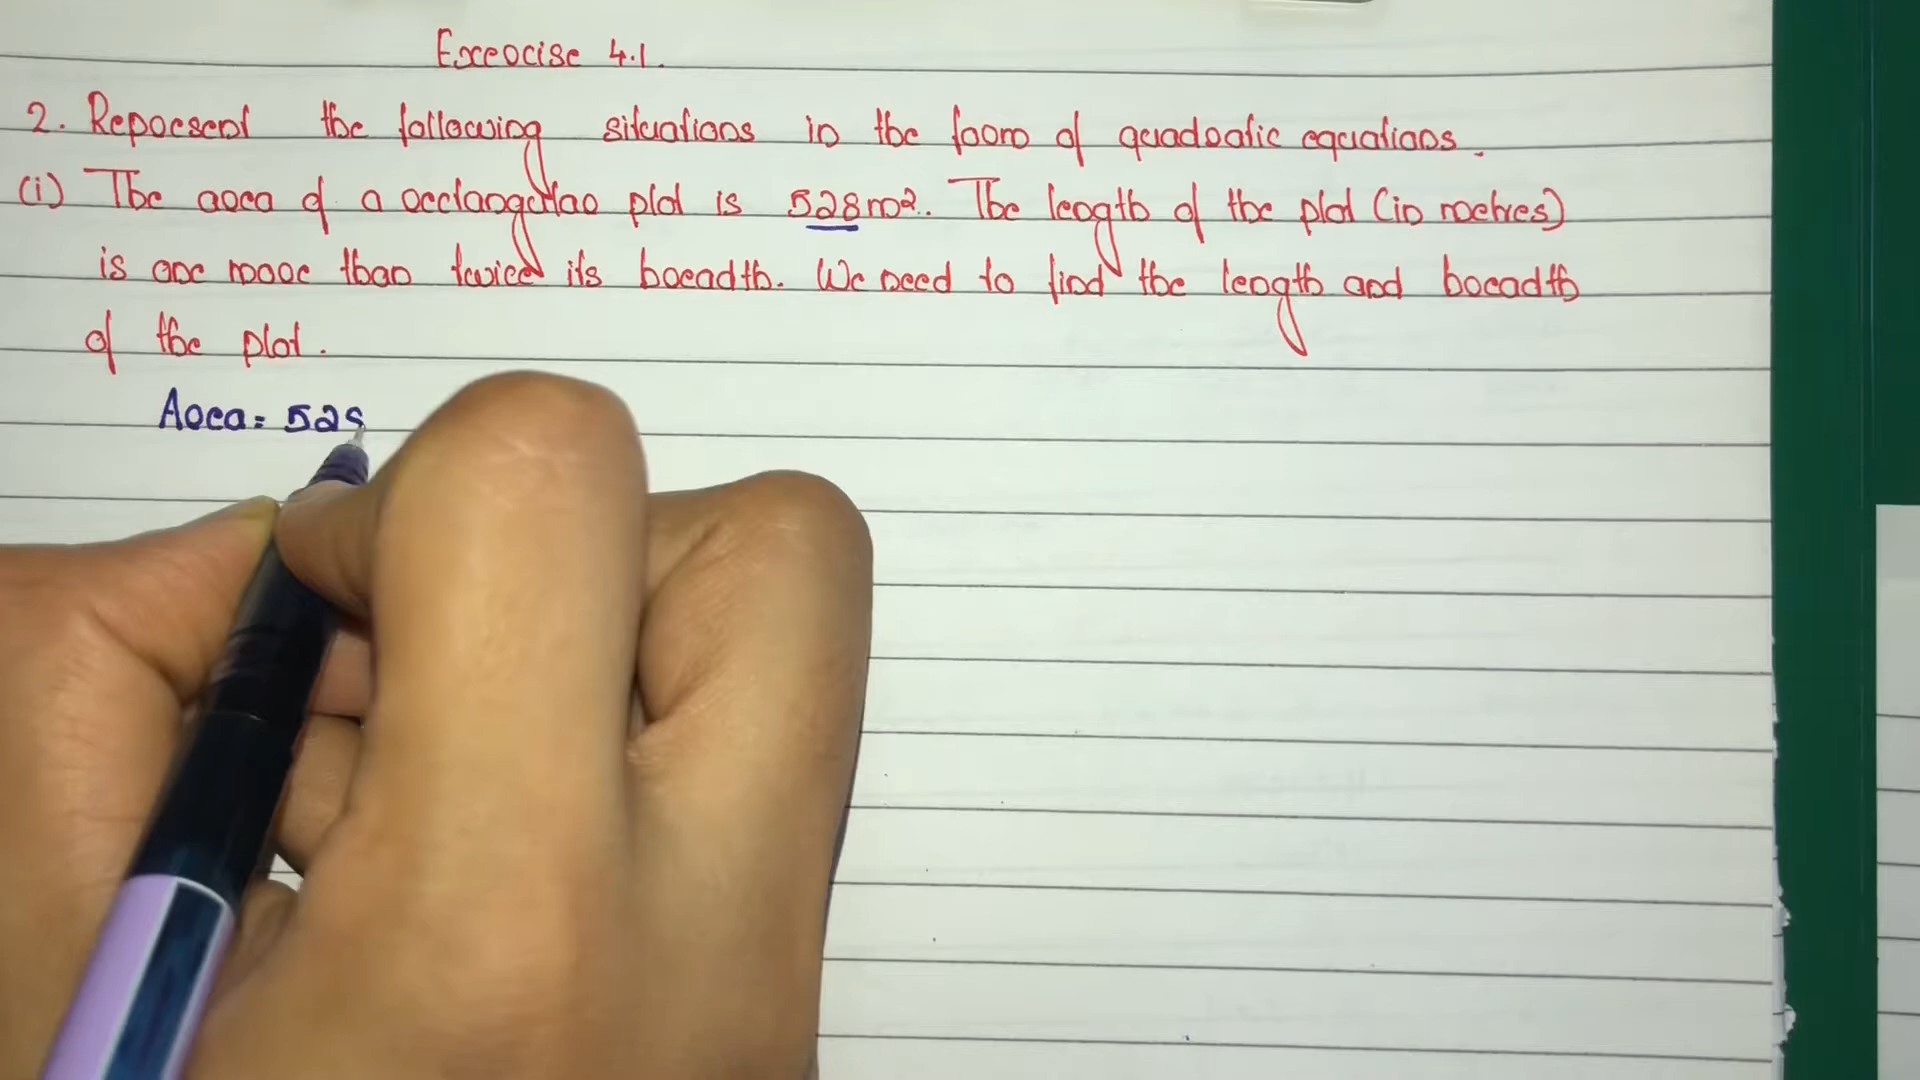 Exercise 4.1.
2. Represent the following situations in the form of quadratic equations.
(i) The area of a rectangular plot is 528m². The length of the plot (in metres)
is one more than twice its breadth. We need to find the length and breadth
of the plot.
Area = 528